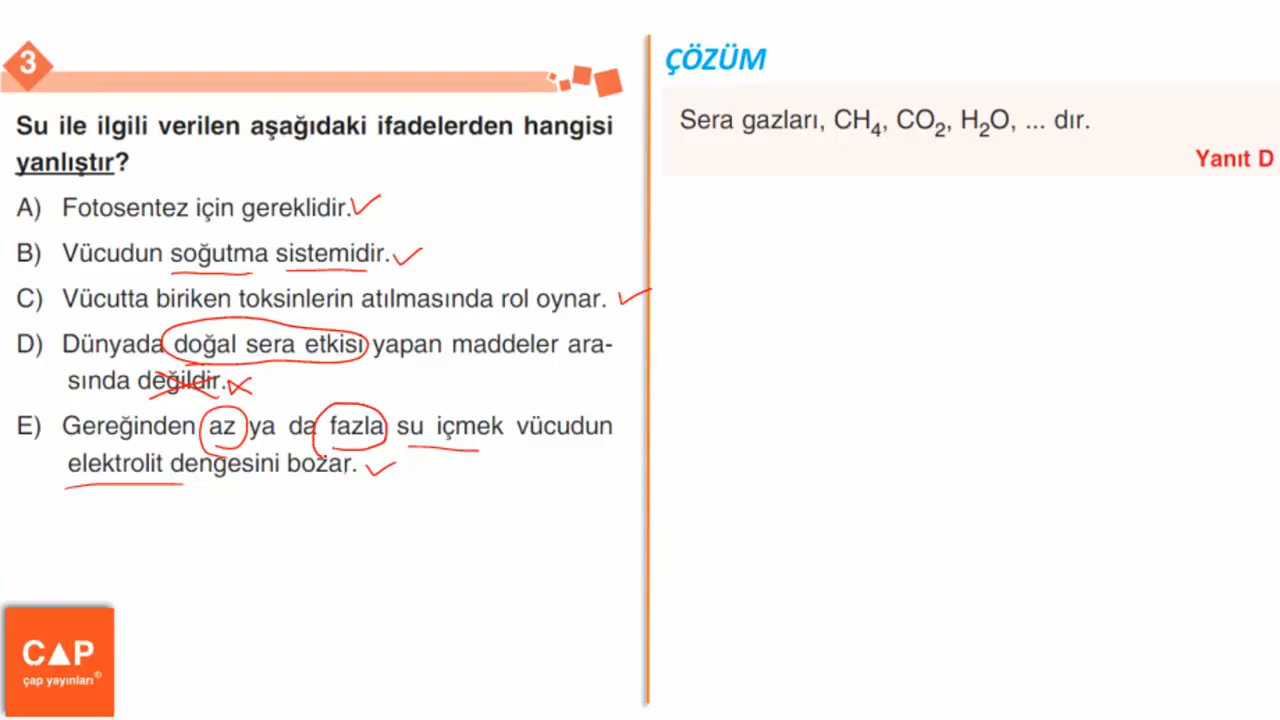 3
Su ile ilgili verilen aşağıdaki ifadelerden hangisi
yanlıştır?
A) Fotosentez için gereklidir.
B) Vücudun soğutma sistemidir.
C) Vücutta biriken toksinlerin atılmasında rol oynar.
D) Dünyada doğal sera etkisi yapan maddeler ara-
sında değildir.
E) Gereğinden az ya da fazla su içmek vücudun
elektrolit dengesini bozar.
CAP
çap yayınları®
ÇÖZÜM
Sera gazları, CH₄, CO₂, H₂O, ... dır.
Yanıt D